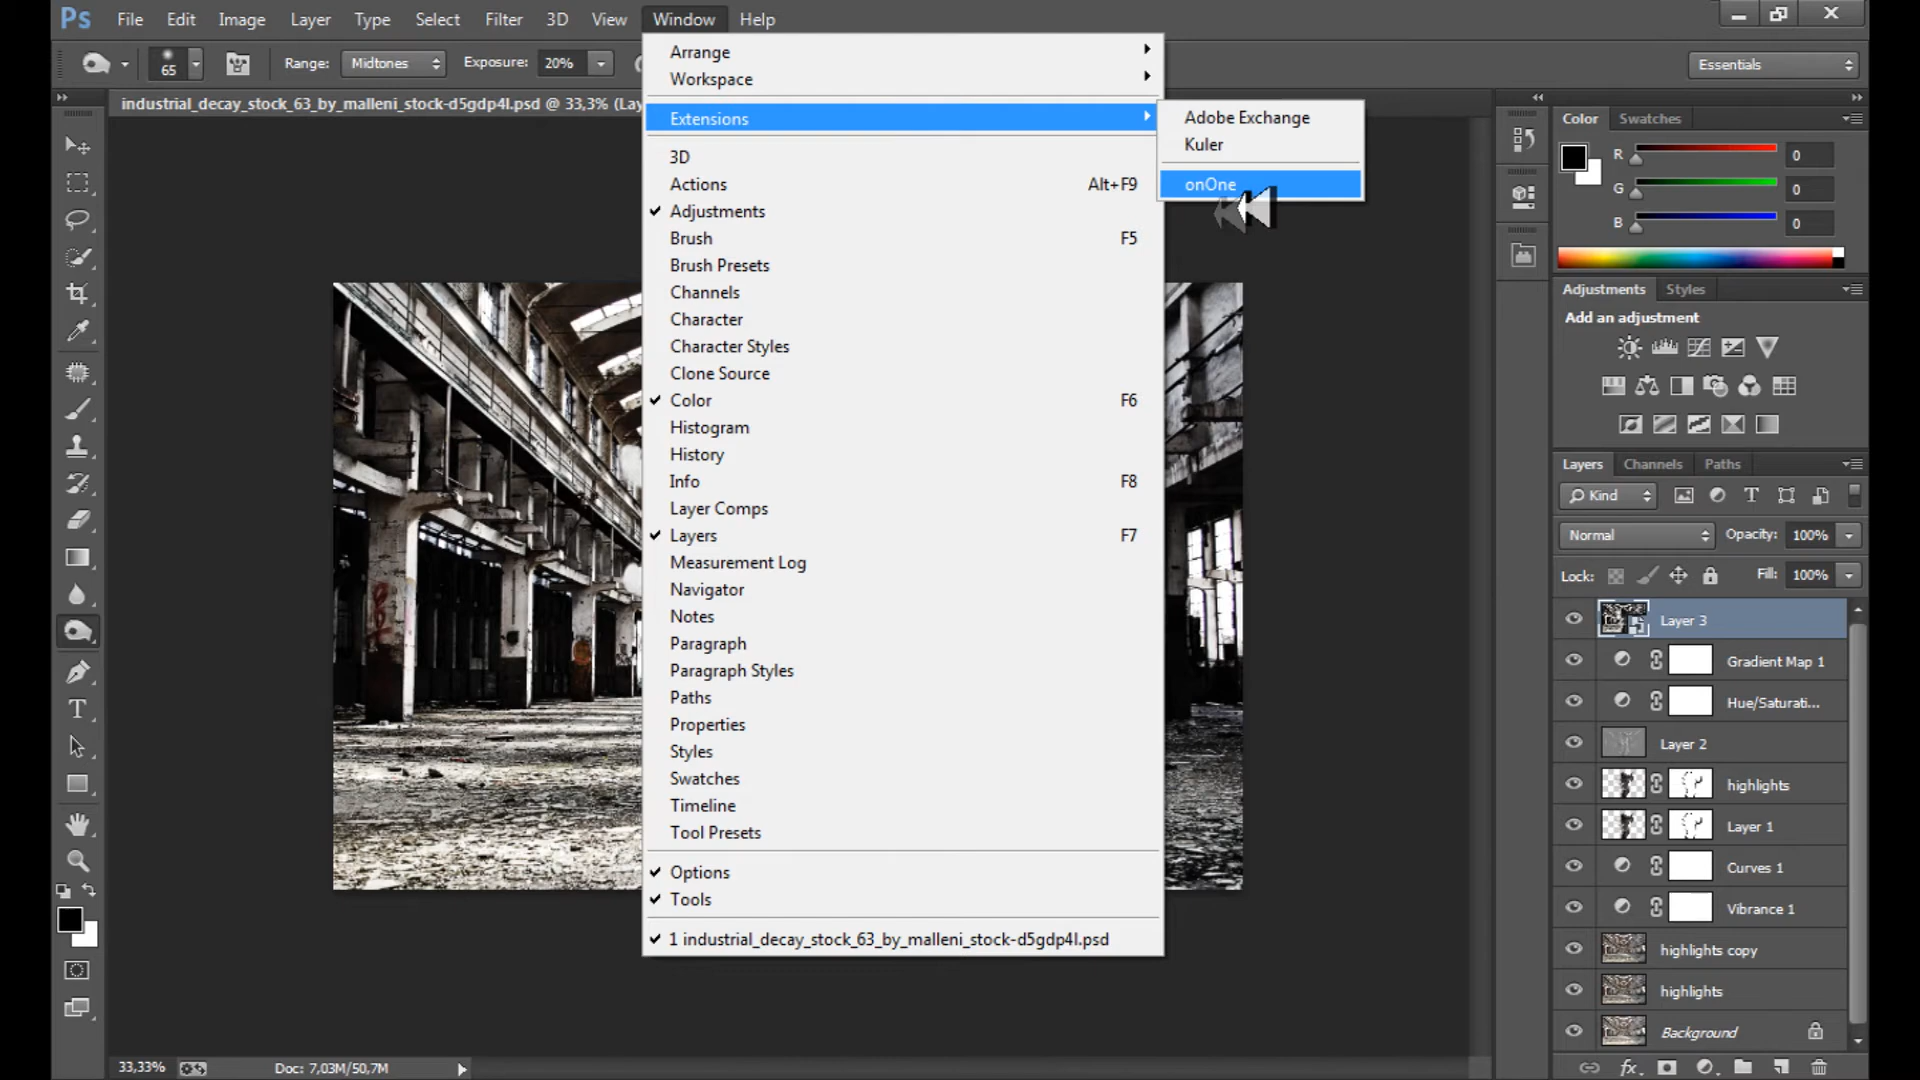 Ps File Edit Image Layer Type Select Filter 3D View Window Help
65 Range: Midtones Exposure: 20% Essentials
industrial_decay_stock_63_by_malleni_stock-d5gdp4l.psd @ 33,3% (La
Arrange
Workspace
Extensions
Adobe Exchange
Kuler
onOne
3D
Actions Alt+F9
Adjustments
Brush F5
Brush Presets
Channels
Character
Character Styles
Clone Source
Color F6
Histogram
History
Info F8
Layer Comps
Layers F7
Measurement Log
Navigator
Notes
Paragraph
Paragraph Styles
Paths
Properties
Styles
Swatches
Timeline
Tool Presets
Options
Tools
1 industrial_decay_stock_63_by_malleni_stock-d5gdp4l.psd
Color Swatches
R 0
G 0
B 0
Adjustments Styles
Add an adjustment
Layers Channels Paths
Kind
Normal Opacity: 100%
Lock: Fill: 100%
Layer 3
Gradient Map 1
Hue/Saturati...
Layer 2
highlights
Layer 1
Curves 1
Vibrance 1
highlights copy
highlights
Background
33,33% Doc: 7,03M/50,7M
fx